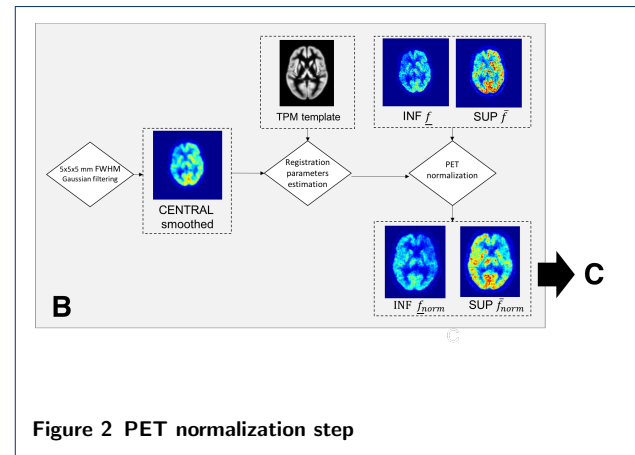 TPM template
INF f
SUP f̄
5x5x5 mm FWHM
Gaussian filtering
CENTRAL
smoothed
Registration
parameters
estimation
PET
normalization
INF f_norm
SUP f̄_norm
B
C
C
Figure 2 PET normalization step